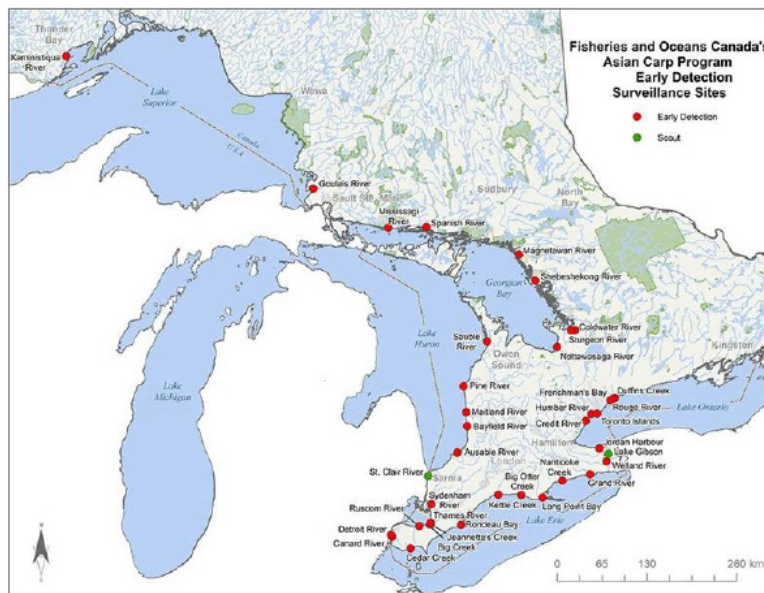 Fisheries and Oceans Canada's
Asian Carp Program
Early Detection
Surveillance Sites
Early Detection
Scout
Thunder
Bay
Kaministiqua
River
Lake
Superior
Canada
U.S.A
Wawa
Goulais River
Sault Ste. Marie
Mississagi
River
Spanish River
Sudbury
North
Bay
Magnetawan River
Shebeshekong River
Georgian
Bay
Coldwater River
Sturgeon River
Nottawasaga River
Sauble
River
Owen
Sound
Lake
Huron
Lake
Michigan
Kingston
Pine River
Frenchman's Bay
Duffins Creek
Maitland River
Humber River
Rouge River
Lake Ontario
Bayfield River
Credit River
Toronto Islands
Hamilton
Jordan Harbour
Lake Gibson
Ausable River
London
Nanticoke
Creek
Welland River
St. Clair River
Sarnia
Big Otter
Creek
Grand River
Sydenham
River
Ruscom River
Kettle Creek
Long Point Bay
Thames River
Rondeau Bay
Lake Erie
Detroit River
Jeannette's Creek
Canard River
Big Creek
Cedar Creek
N
0 65 130 260 km